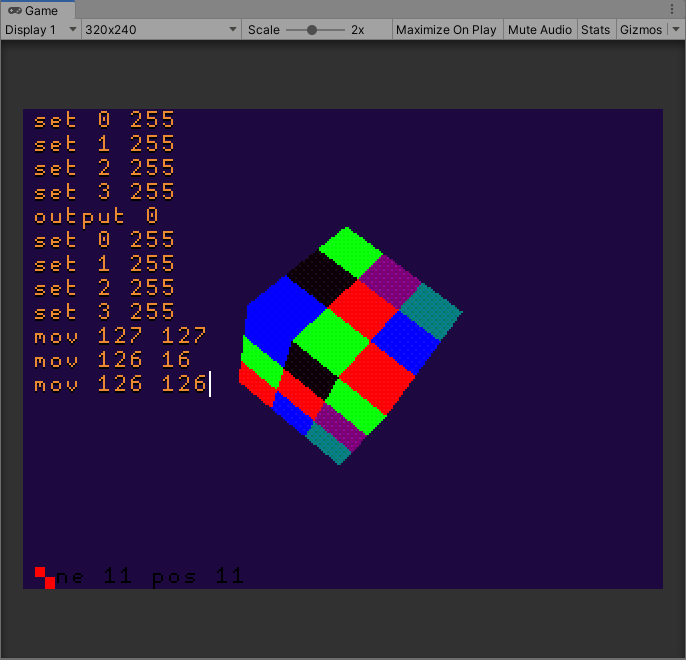 Game
Display 1 320x240 Scale 2x Maximize On Play Mute Audio Stats Gizmos
set 0 255
set 1 255
set 2 255
set 3 255
output 0
set 0 255
set 1 255
set 2 255
set 3 255
mov 127 127
mov 126 16
mov 126 126
ne 11 pos 11